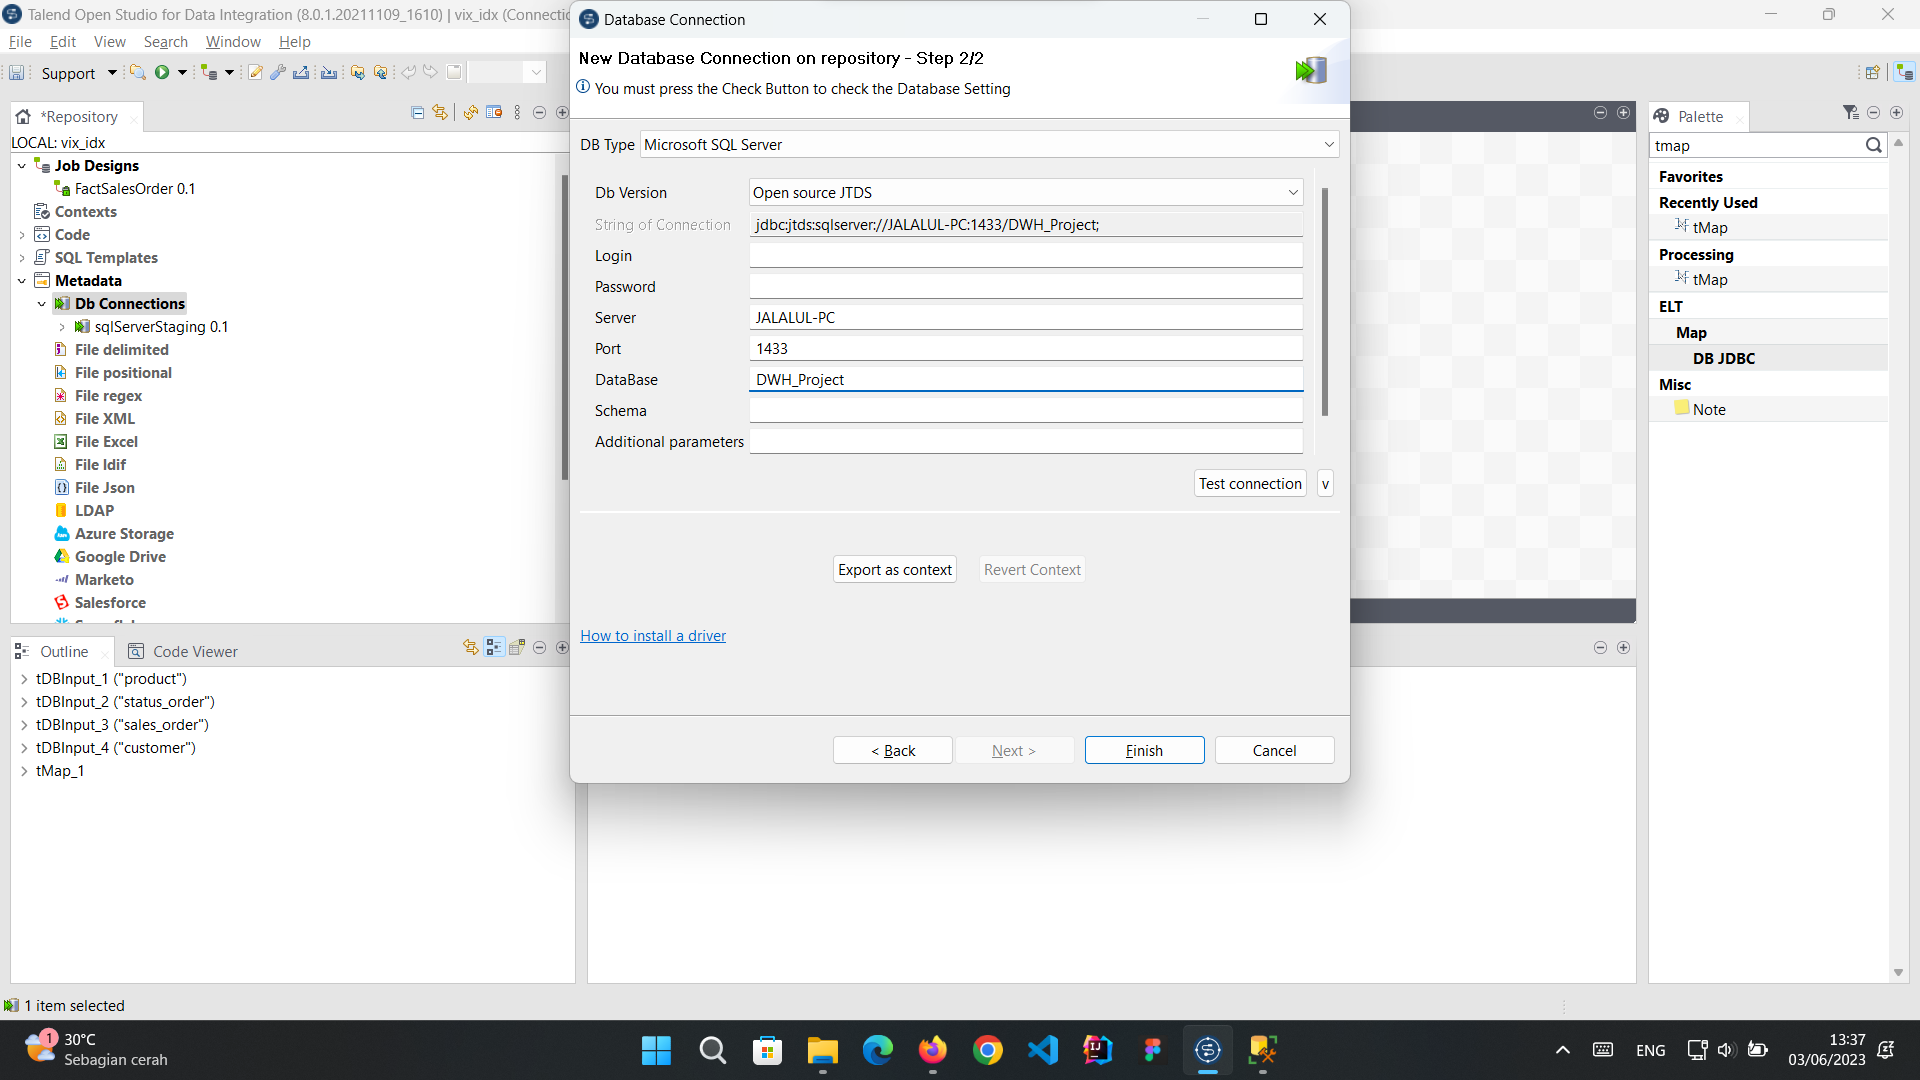 Talend Open Studio for Data Integration (8.0.1.20211109_1610) | vix_idx (Connectio
File Edit View Search Window Help
Support
*Repository
LOCAL: vix_idx
Job Designs
FactSalesOrder 0.1
Contexts
Code
SQL Templates
Metadata
Db Connections
sqlServerStaging 0.1
File delimited
File positional
File regex
File XML
File Excel
File ldif
File Json
LDAP
Azure Storage
Google Drive
Marketo
Salesforce
Outline
Code Viewer
tDBInput_1 ("product")
tDBInput_2 ("status_order")
tDBInput_3 ("sales_order")
tDBInput_4 ("customer")
tMap_1
Database Connection
New Database Connection on repository - Step 2/2
You must press the Check Button to check the Database Setting
DB Type Microsoft SQL Server
Db Version Open source JTDS
String of Connection jdbc:jtds:sqlserver://JALALUL-PC:1433/DWH_Project;
Login
Password
Server JALALUL-PC
Port 1433
DataBase DWH_Project
Schema
Additional parameters
Test connection v
Export as context Revert Context
How to install a driver
< Back Next > Finish Cancel
Palette
tmap
Favorites
Recently Used
tMap
Processing
tMap
ELT
Map
DB JDBC
Misc
Note
1 item selected
1
30°C
Sebagian cerah
ENG
13:37
03/06/2023